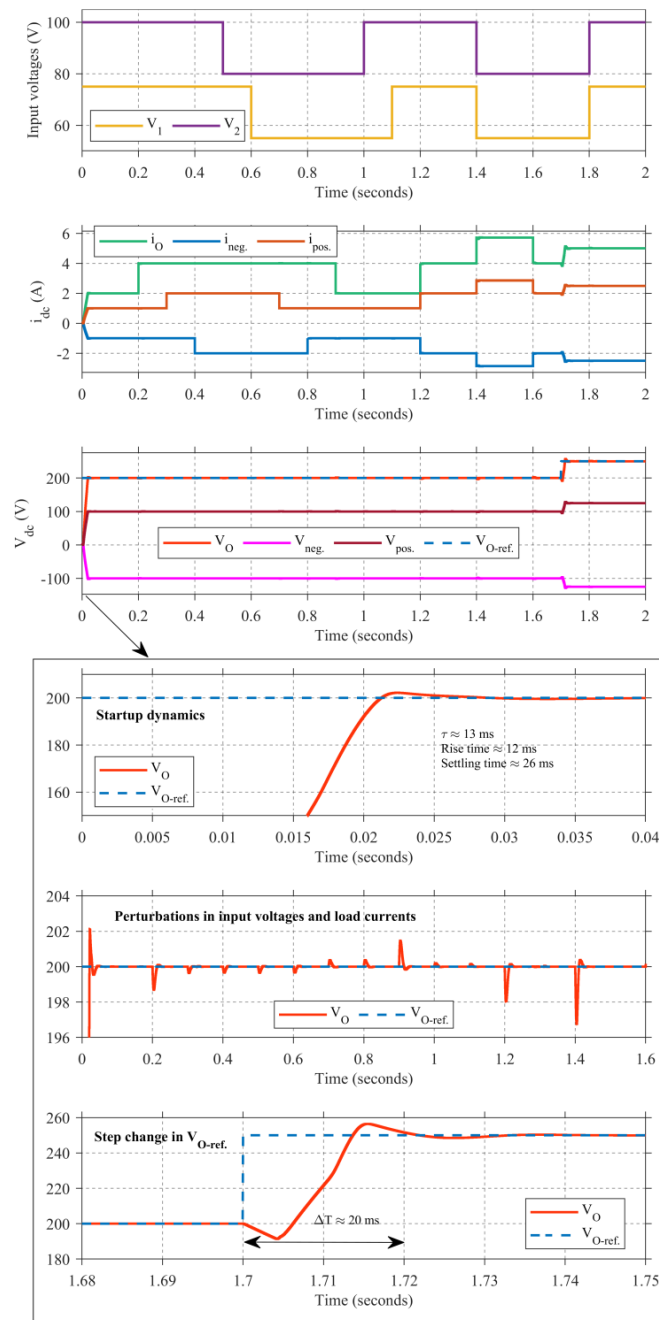 100
80
60
Input voltages (V)
V1 V2
0 0.2 0.4 0.6 0.8 1 1.2 1.4 1.6 1.8 2
Time (seconds)
6
4
2
0
-2
idc (A)
iO ineg. ipos.
0 0.2 0.4 0.6 0.8 1 1.2 1.4 1.6 1.8 2
Time (seconds)
200
100
0
-100
Vdc (V)
VO Vneg. Vpos. VO-ref.
0 0.2 0.4 0.6 0.8 1 1.2 1.4 1.6 1.8 2
Time (seconds)
200
180
160
Startup dynamics
τ ≈ 13 ms
Rise time ≈ 12 ms
Settling time ≈ 26 ms
VO
VO-ref.
0 0.005 0.01 0.015 0.02 0.025 0.03 0.035 0.04
Time (seconds)
204
202
200
198
196
Perturbations in input voltages and load currents
VO VO-ref.
0 0.2 0.4 0.6 0.8 1 1.2 1.4 1.6
Time (seconds)
260
240
220
200
180
Step change in VO-ref.
ΔT ≈ 20 ms
VO
VO-ref.
1.68 1.69 1.7 1.71 1.72 1.73 1.74 1.75
Time (seconds)